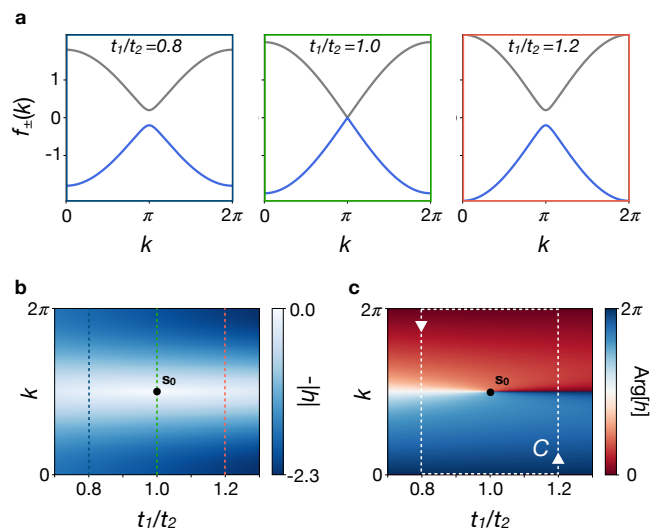 a
t₁/t₂=0.8
t₁/t₂=1.0
t₁/t₂=1.2
f±(k)
1
0
-1
0
π
2π
0
π
2π
0
π
2π
k
k
k
b
c
2π
k
0
s₀
0.8
1.0
1.2
t₁/t₂
0.0
-|h|
-2.3
2π
k
0
s₀
C
0.8
1.0
1.2
t₁/t₂
2π
Arg[h]
0